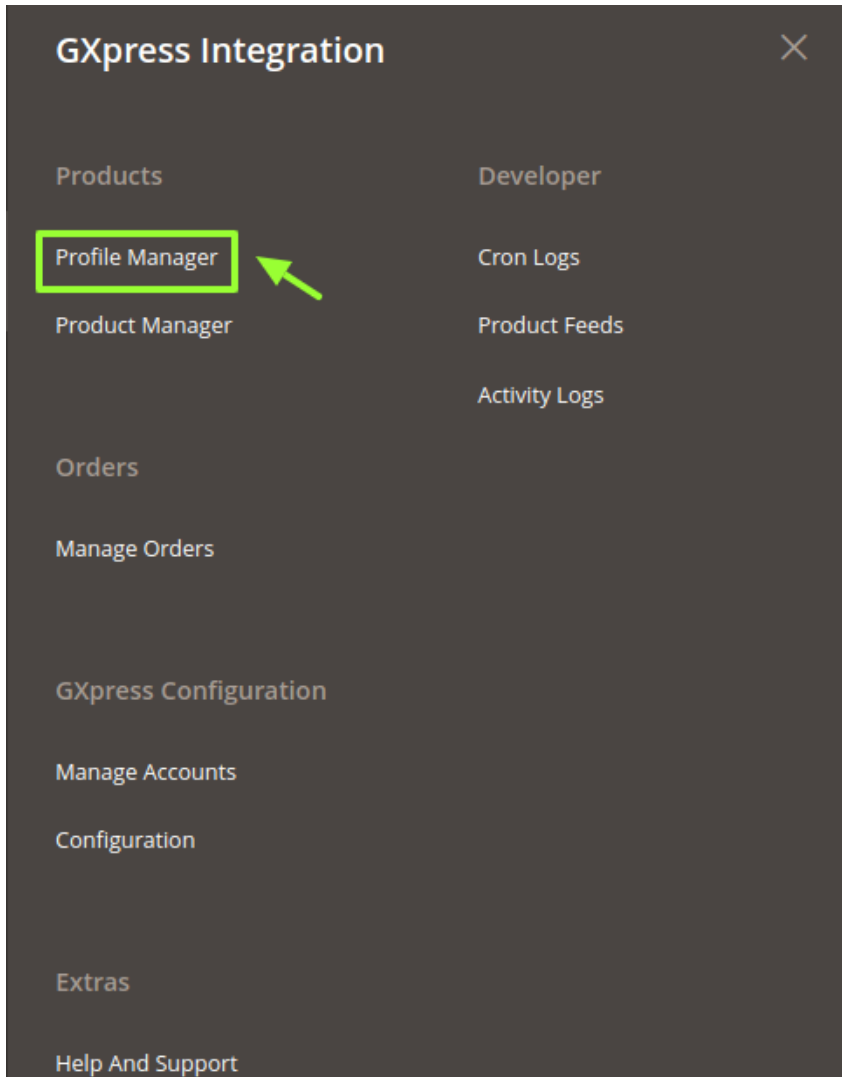 GXpress Integration
Products
Profile Manager
Product Manager
Orders
Manage Orders
GXpress Configuration
Manage Accounts
Configuration
Extras
Help And Support
Developer
Cron Logs
Product Feeds
Activity Logs